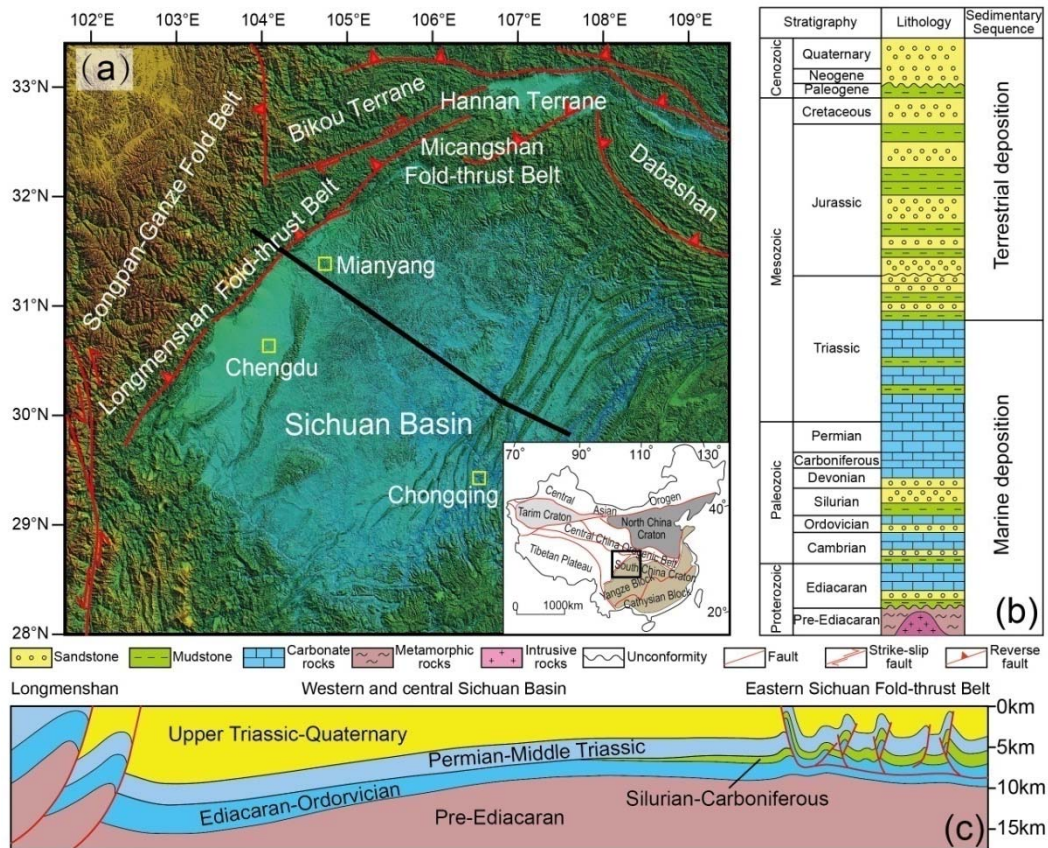 102°E
103°
104°
105°
106°
107°
108°
109°E
(a)
33°N
32°N
31°N
30°N
29°N
28°N
Songpan-Ganze Fold Belt
Bikou Terrane
Hannan Terrane
Micangshan
Fold-thrust Belt
Dabashan
Longmenshan Fold-thrust Belt
Mianyang
Chengdu
Sichuan Basin
Chongqing
70°
90°
110°
130°
Central
Asian
Orogen
40°
Tarim Craton
North China
Craton
Central China Orogenic Belt
Tibetan Plateau
South China Craton
Yangze Block
Cathysian Block
0
1000km
20°
Stratigraphy
Lithology
Sedimentary
Sequence
Cenozoic
Quaternary
Neogene
Paleogene
Mesozoic
Cretaceous
Jurassic
Triassic
Paleozoic
Permian
Carboniferous
Devonian
Silurian
Ordovician
Cambrian
Proterozoic
Ediacaran
Pre-Ediacaran
Terrestrial deposition
Marine deposition
(b)
Sandstone
Mudstone
Carbonate
rocks
Metamorphic
rocks
Intrusive
rocks
Unconformity
Fault
Strike-slip
fault
Reverse
fault
Longmenshan
Western and central Sichuan Basin
Eastern Sichuan Fold-thrust Belt
0km
5km
10km
15km
Upper Triassic-Quaternary
Permian-Middle Triassic
Ediacaran-Ordorvician
Silurian-Carboniferous
Pre-Ediacaran
(c)